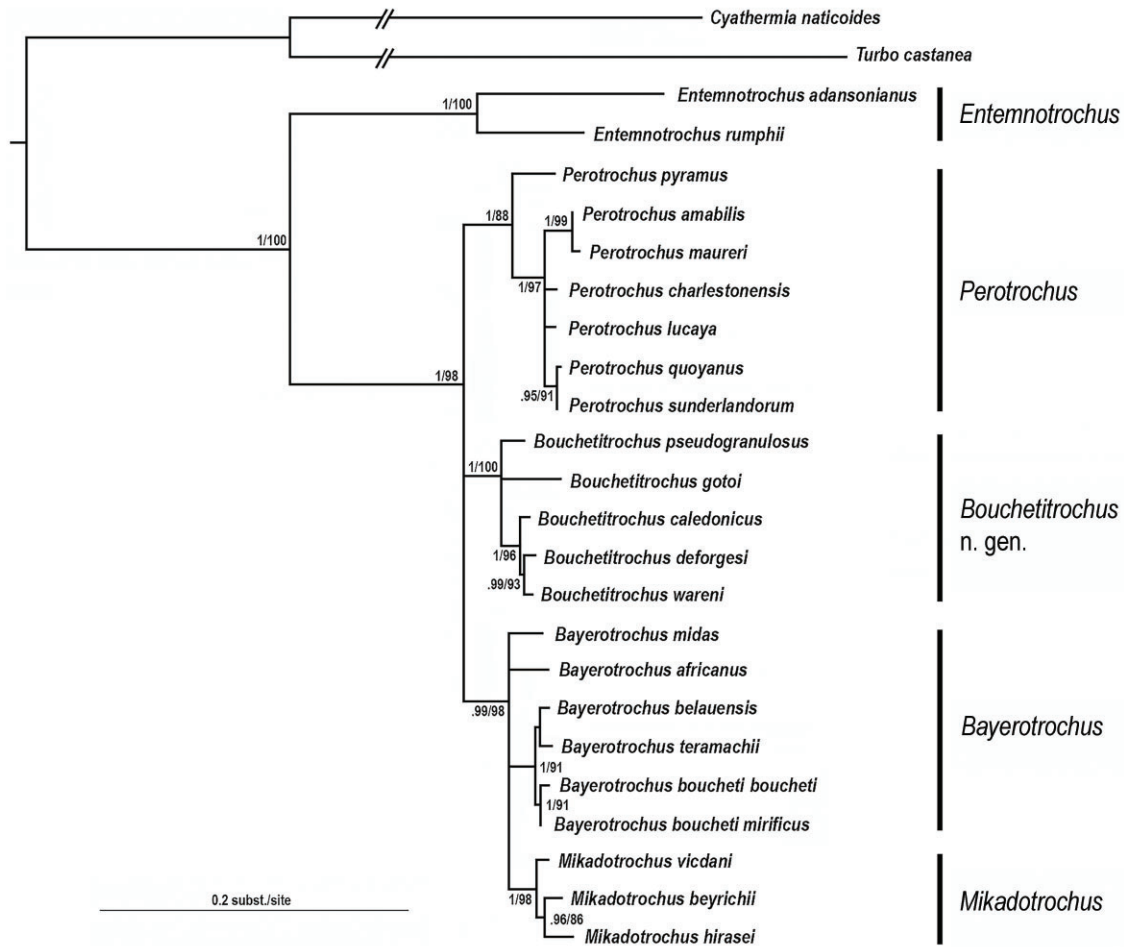 Cyathermia naticoides
Turbo castanea
Entemnotrochus adansonianus
1/100
Entemnotrochus
Entemnotrochus rumphii
Perotrochus pyramus
1/88
1/99
Perotrochus amabilis
Perotrochus maureri
1/100
1/97
Perotrochus charlestonensis
Perotrochus
Perotrochus lucaya
Perotrochus quoyanus
1/98
.95/91
Perotrochus sunderlandorum
Bouchetitrochus pseudogranulosus
1/100
Bouchetitrochus gotoi
Bouchetitrochus
n. gen.
Bouchetitrochus caledonicus
1/96
Bouchetitrochus deforgesi
.99/93
Bouchetitrochus wareni
Bayerotrochus midas
Bayerotrochus africanus
.99/98
Bayerotrochus belauensis
Bayerotrochus
Bayerotrochus teramachii
1/91
Bayerotrochus boucheti boucheti
1/91
Bayerotrochus boucheti mirificus
Mikadotrochus vicdani
1/98
Mikadotrochus beyrichii
Mikadotrochus
.96/86
Mikadotrochus hirasei
0.2 subst./site